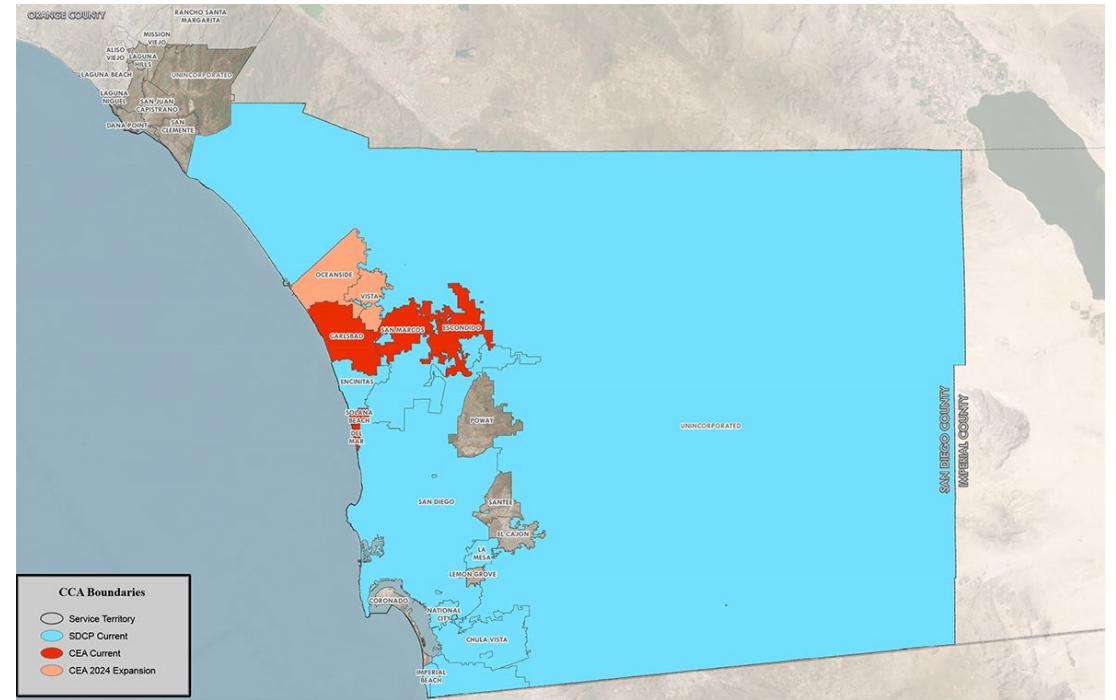 ORANGE COUNTY
RANCHO SANTA
MARGARITA
MISSION
VIEJO
ALISO
VIEJO
LAGUNA
HILLS
LAGUNA BEACH
UNINCORPORATED
LAGUNA
NIGUEL
SAN JUAN
CAPISTRANO
DANA POINT
SAN
CLEMENTE
OCEANSIDE
VISTA
CARLSBAD
SAN MARCOS
ESCONDIDO
ENCINITAS
SOLANA
BEACH
DEL
MAR
POWAY
UNINCORPORATED
SAN DIEGO COUNTY
IMPERIAL COUNTY
SAN DIEGO
SANTEE
EL CAJON
LA
MESA
LEMON GROVE
CORONADO
NATIONAL
CITY
CHULA VISTA
IMPERIAL
BEACH
CCA Boundaries
Service Territory
SDCP Current
CEA Current
CEA 2024 Expansion